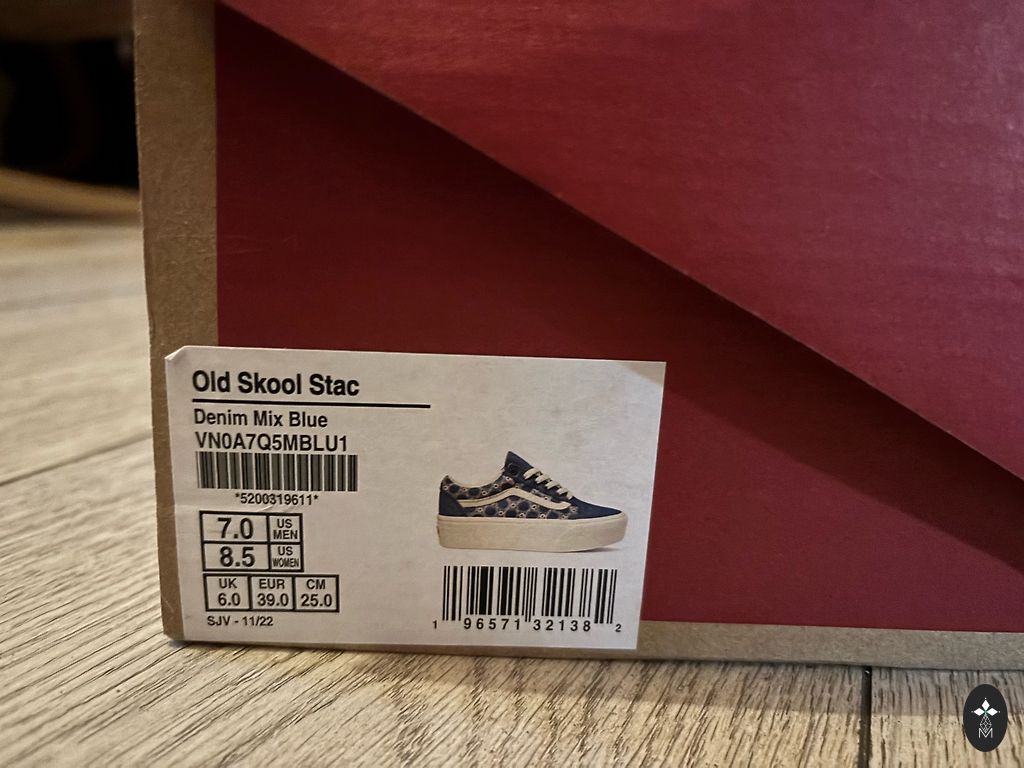 Old Skool Stac
Denim Mix Blue
VN0A7Q5MBLU1
*5200319611*
7.0 US MEN
8.5 US WOMEN
UK EUR CM
6.0 39.0 25.0
SJV - 11/22
1 96571 32138 2
M